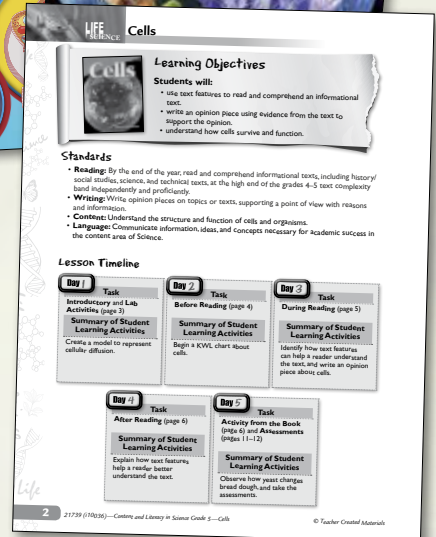 LIFE SCIENCE Cells
Cells
Learning Objectives
Students will:
• use text features to read and comprehend an informational
text.
• write an opinion piece using evidence from the text to
support the opinion.
• understand how cells survive and function.
Standards
• Reading: By the end of the year, read and comprehend informational texts, including history/
social studies, science, and technical texts, at the high end of the grades 4–5 text complexity
band independently and proficiently.
• Writing: Write opinion pieces on topics or texts, supporting a point of view with reasons
and information.
• Content: Understand the structure and function of cells and organisms.
• Language: Communicate information, ideas, and concepts necessary for academic success in
the content area of Science.
Lesson Timeline
Day 1
Task
Introductory and Lab
Activities (page 3)
Summary of Student
Learning Activities
Create a model to represent
cellular diffusion.
Day 2
Task
Before Reading (page 4)
Summary of Student
Learning Activities
Begin a KWL chart about
cells.
Day 3
Task
During Reading (page 5)
Summary of Student
Learning Activities
Identify how text features
can help a reader understand
the text, and write an opinion
piece about cells.
Day 4
Task
After Reading (page 6)
Summary of Student
Learning Activities
Explain how text features
help a reader better
understand the text.
Day 5
Task
Activity from the Book
(page 6) and Assessments
(pages 11–12)
Summary of Student
Learning Activities
Observe how yeast changes
bread dough, and take the
assessments.
Life
2 21739 (i10036)—Content and Literacy in Science Grade 5—Cells © Teacher Created Materials